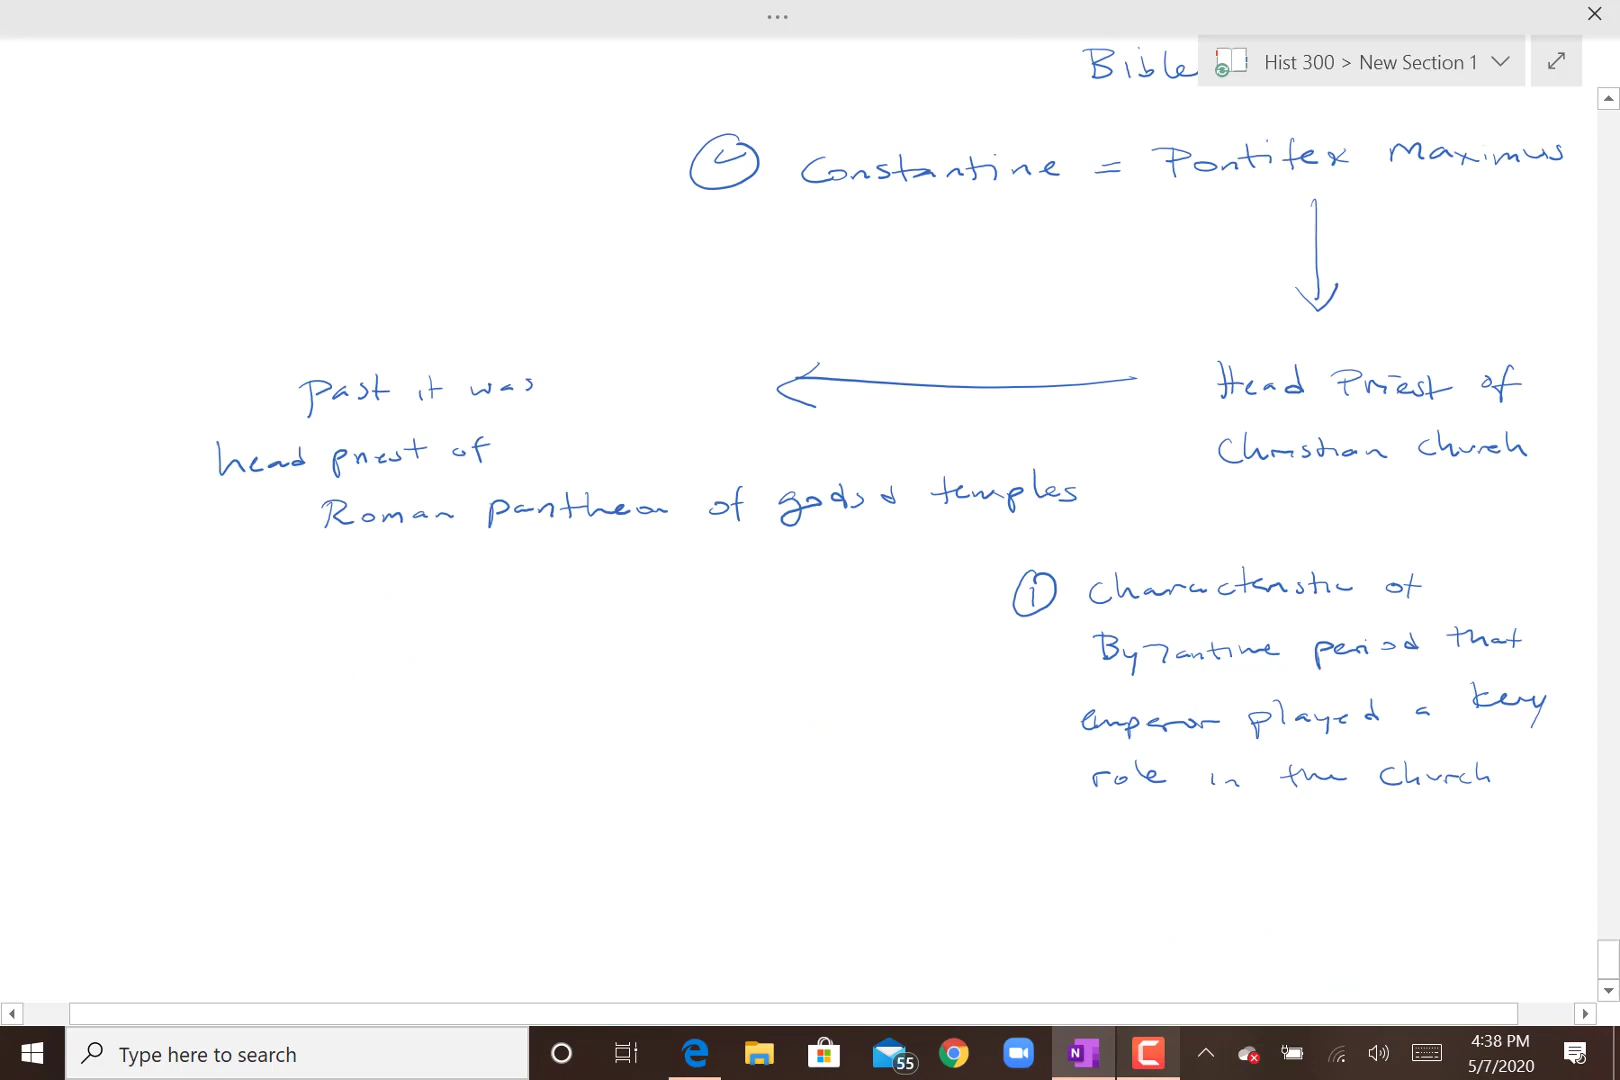 Bible
Hist 300 > New Section 1
Constantine = Pontifex Maximus
Past it was
head priest of
Roman pantheon of gods & temples
Head Priest of
Christian church
① characteristic of
Byzantine period that
emperor played a key
role in the church
Type here to search
55
N
4:38 PM
5/7/2020